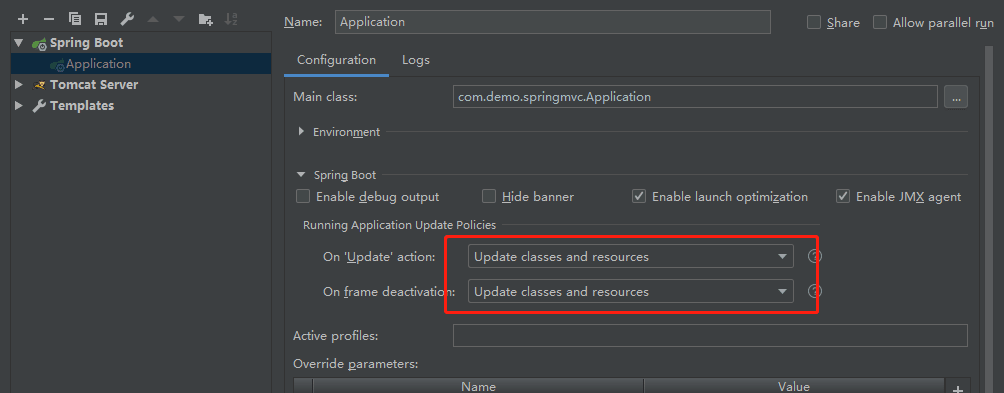 Name: Application Share Allow parallel run
Spring Boot
Application
Tomcat Server
Templates
Configuration Logs
Main class: com.demo.springmvc.Application ...
Environment
Spring Boot
Enable debug output Hide banner Enable launch optimization Enable JMX agent
Running Application Update Policies
On 'Update' action: Update classes and resources ?
On frame deactivation: Update classes and resources ?
Active profiles:
Override parameters:
Name Value